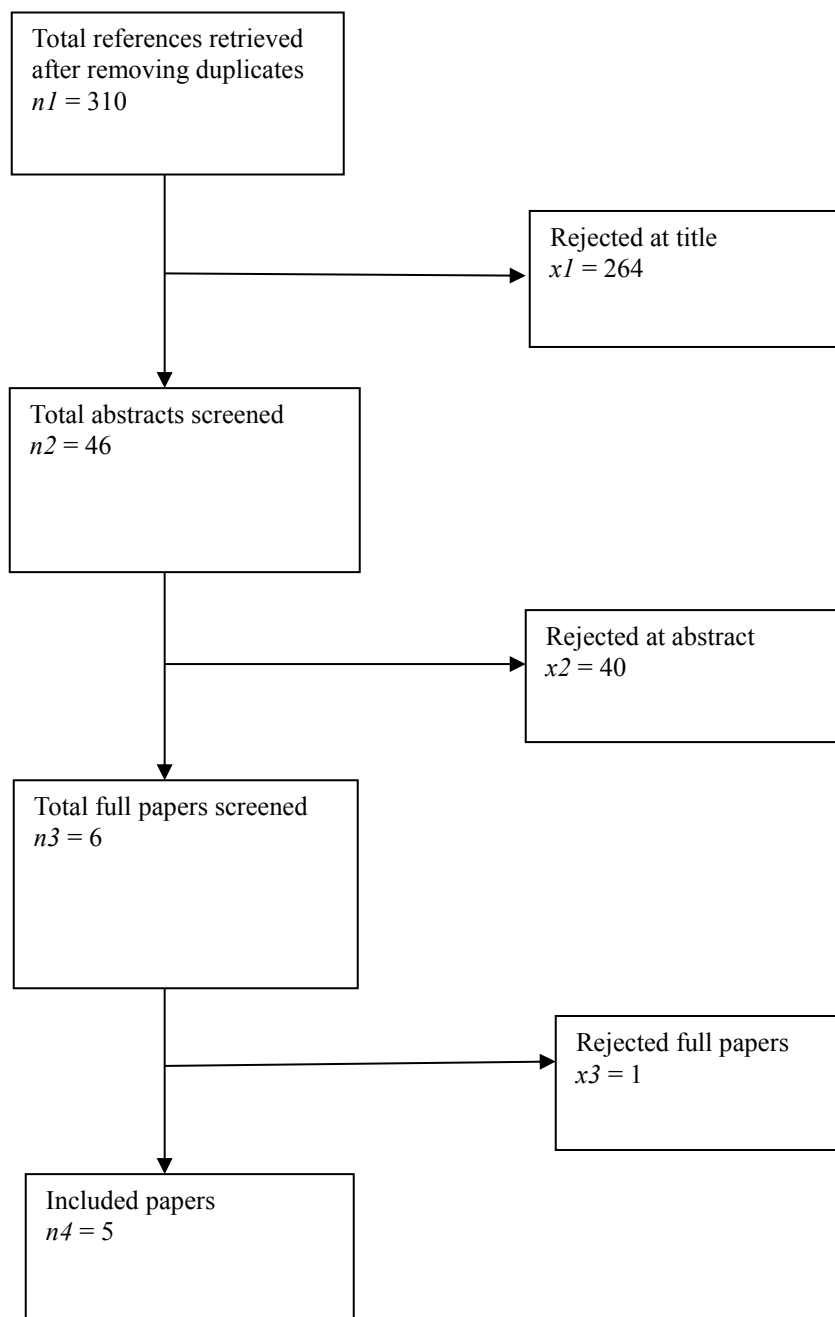 Total references retrieved
after removing duplicates
n1 = 310
Rejected at title
x1 = 264
Total abstracts screened
n2 = 46
Rejected at abstract
x2 = 40
Total full papers screened
n3 = 6
Rejected full papers
x3 = 1
Included papers
n4 = 5